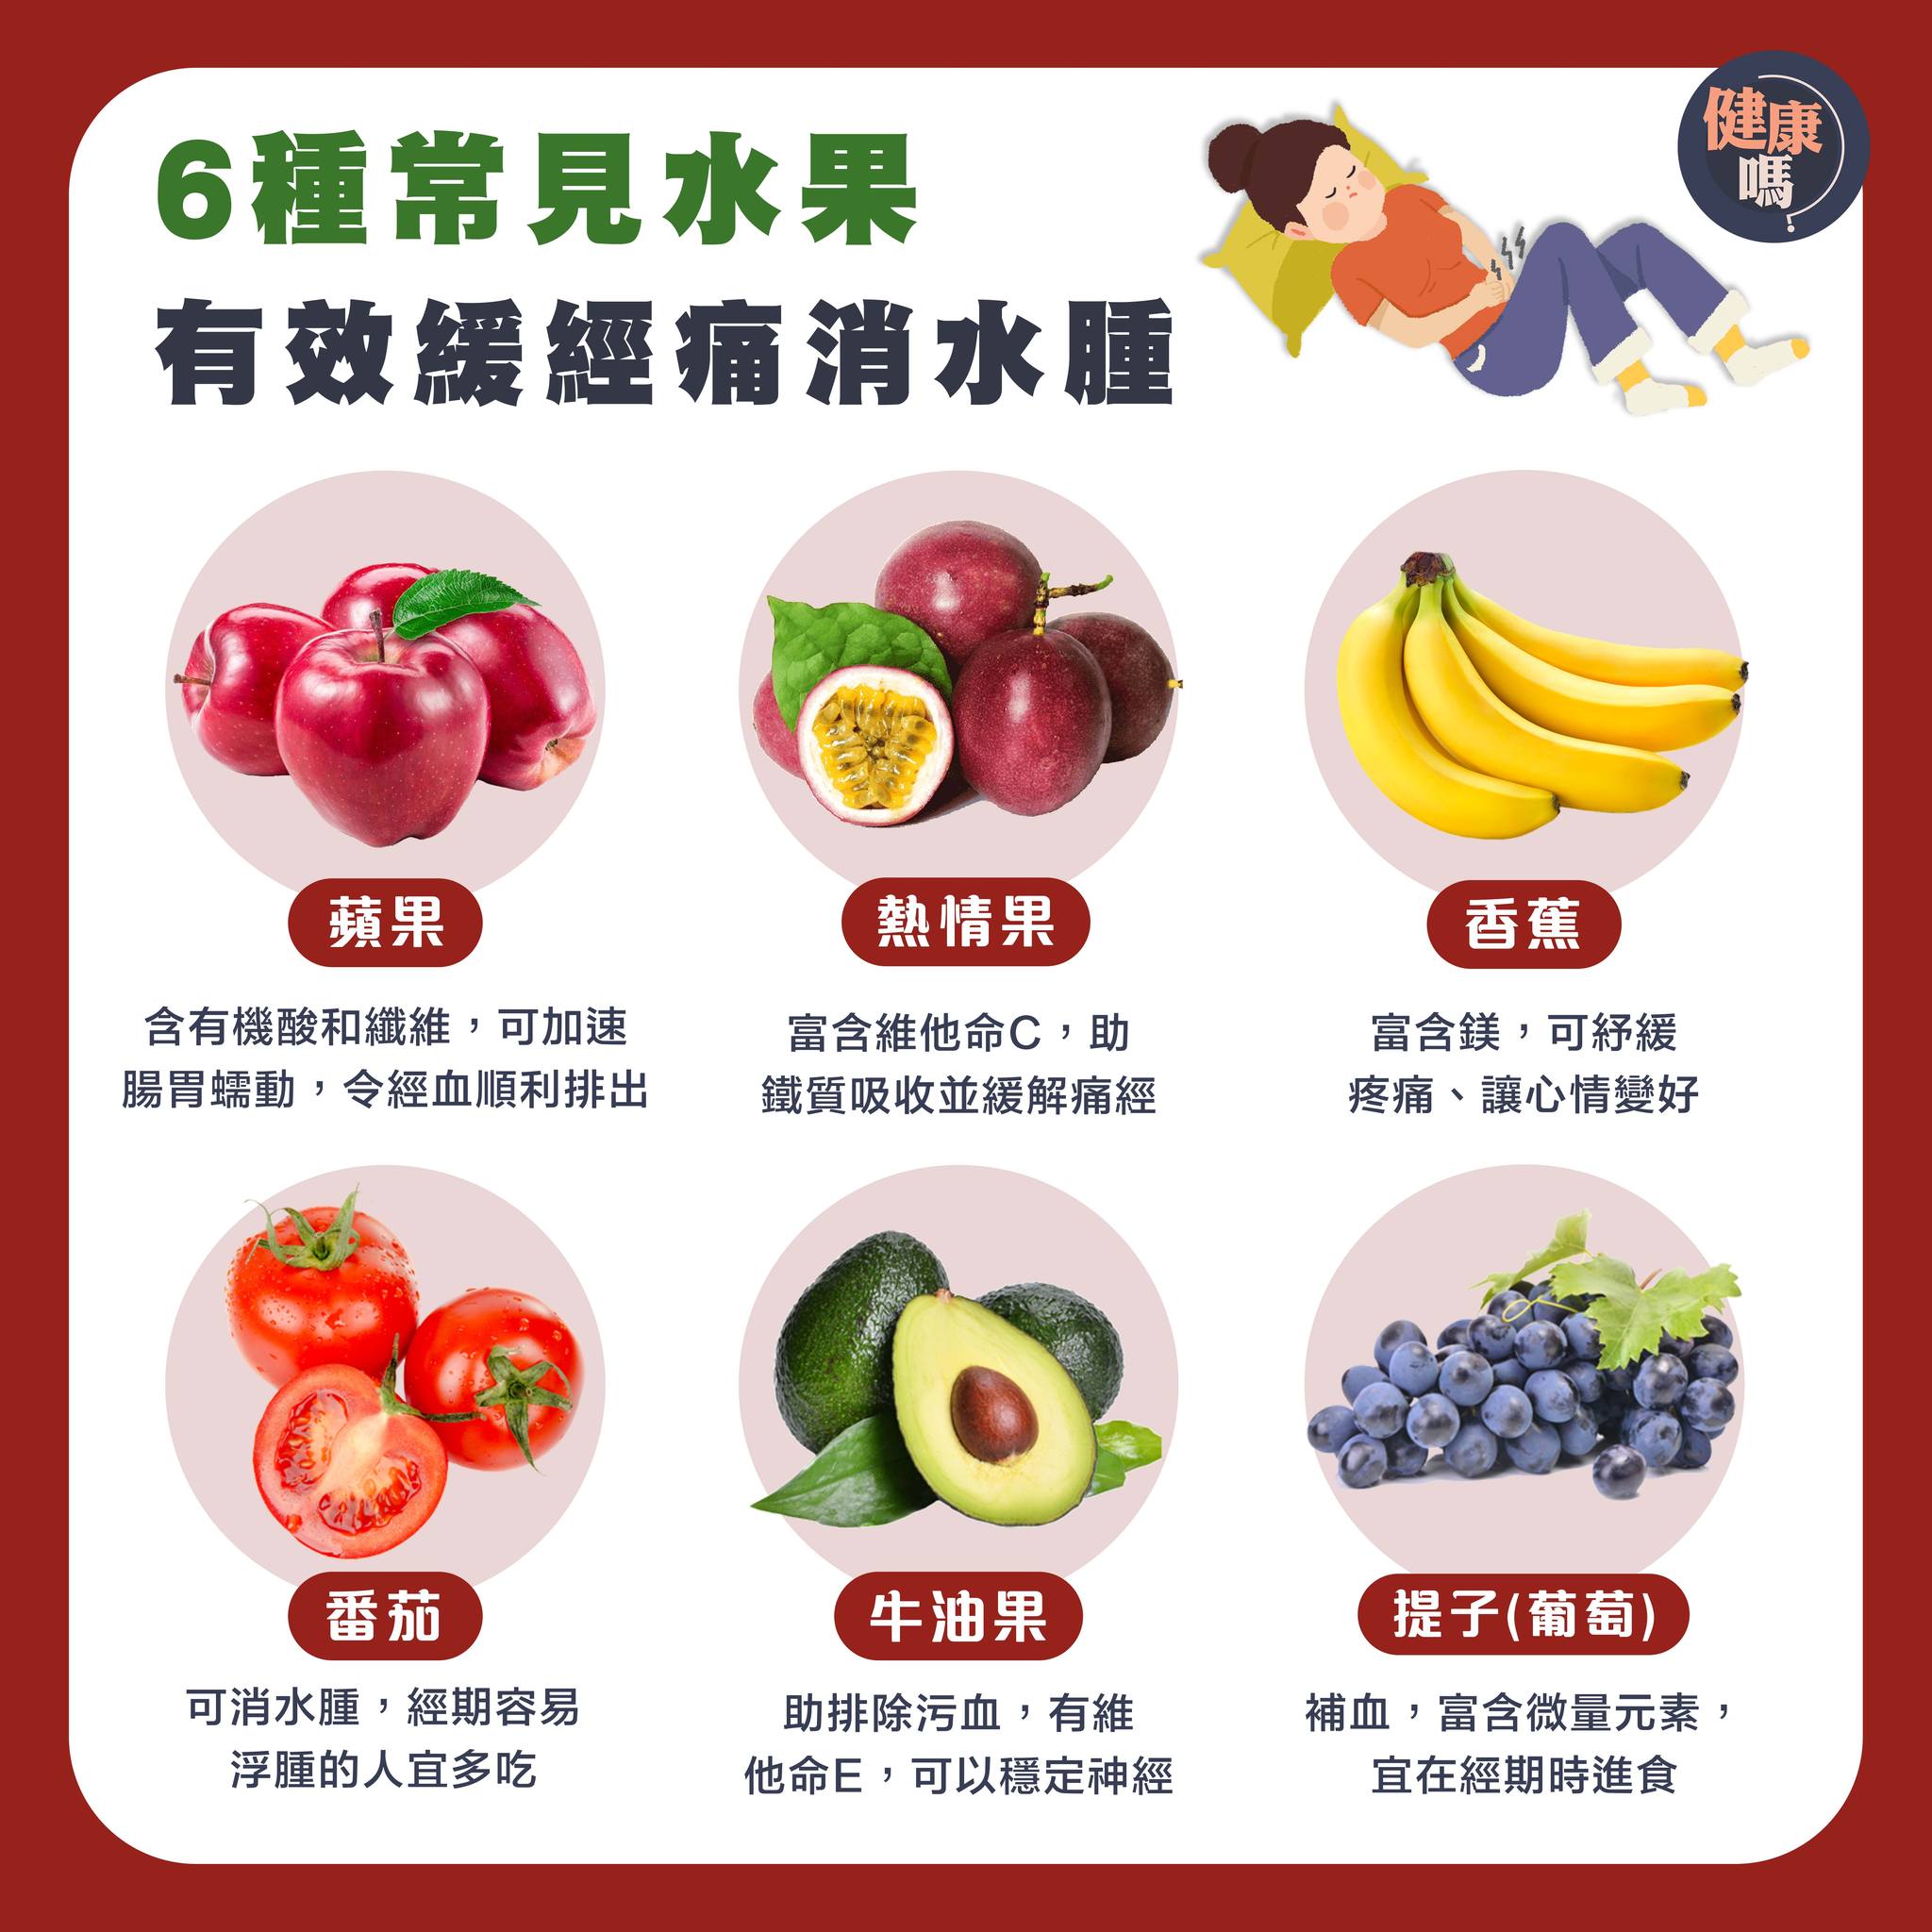 健康
嗎?
6種常見水果
有效緩經痛消水腫
蘋果
含有機酸和纖維，可加速
腸胃蠕動，令經血順利排出
熱情果
富含維他命C，助
鐵質吸收並緩解痛經
香蕉
富含鎂，可紓緩
疼痛、讓心情變好
番茄
可消水腫，經期容易
浮腫的人宜多吃
牛油果
助排除污血，有維
他命E，可以穩定神經
提子(葡萄)
補血，富含微量元素，
宜在經期時進食